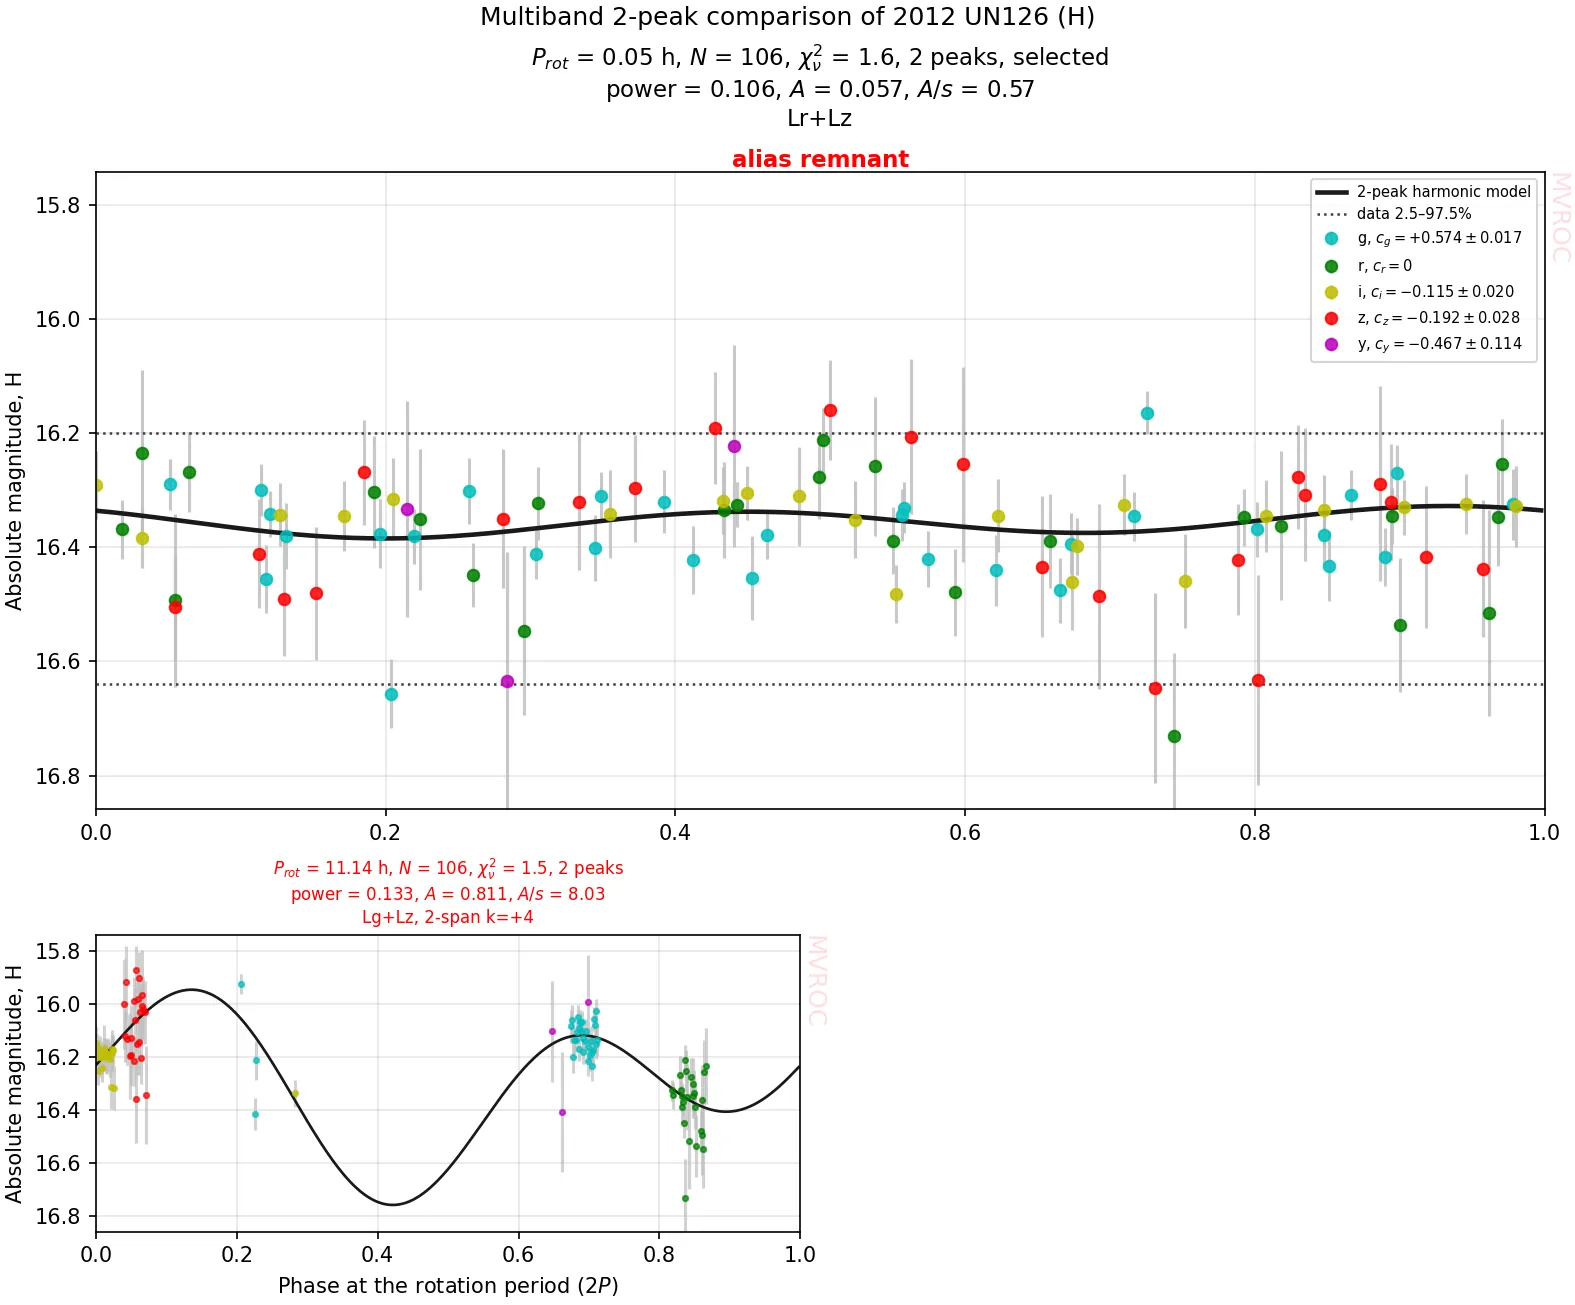 Multiband 2-peak comparison of 2012 UN126 (H)
P_rot = 0.05 h, N = 106, χ²_ν = 1.6, 2 peaks, selected
power = 0.106, A = 0.057, A/s = 0.57
Lr+Lz
alias remnant
MVROC
2-peak harmonic model
data 2.5–97.5%
g, c_g = +0.574 ± 0.017
r, c_r = 0
i, c_i = −0.115 ± 0.020
z, c_z = −0.192 ± 0.028
y, c_y = −0.467 ± 0.114
Absolute magnitude, H
15.8
16.0
16.2
16.4
16.6
16.8
0.0 0.2 0.4 0.6 0.8 1.0
P_rot = 11.14 h, N = 106, χ²_ν = 1.5, 2 peaks
power = 0.133, A = 0.811, A/s = 8.03
Lg+Lz, 2-span k=+4
MVROC
Absolute magnitude, H
15.8
16.0
16.2
16.4
16.6
16.8
0.0 0.2 0.4 0.6 0.8 1.0
Phase at the rotation period (2P)